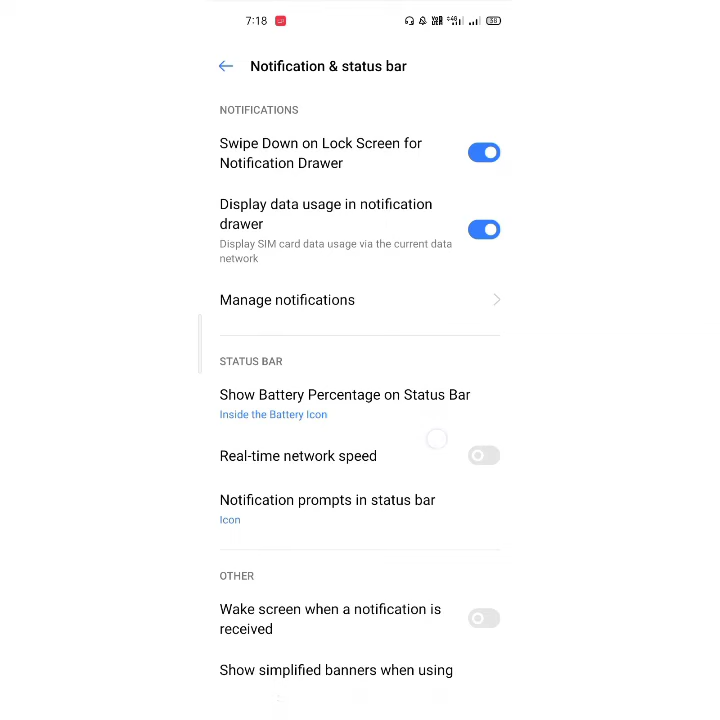 7:18
Notification & status bar
NOTIFICATIONS
Swipe Down on Lock Screen for
Notification Drawer
Display data usage in notification
drawer
Display SIM card data usage via the current data
network
Manage notifications
STATUS BAR
Show Battery Percentage on Status Bar
Inside the Battery Icon
Real-time network speed
Notification prompts in status bar
Icon
OTHER
Wake screen when a notification is
received
Show simplified banners when using